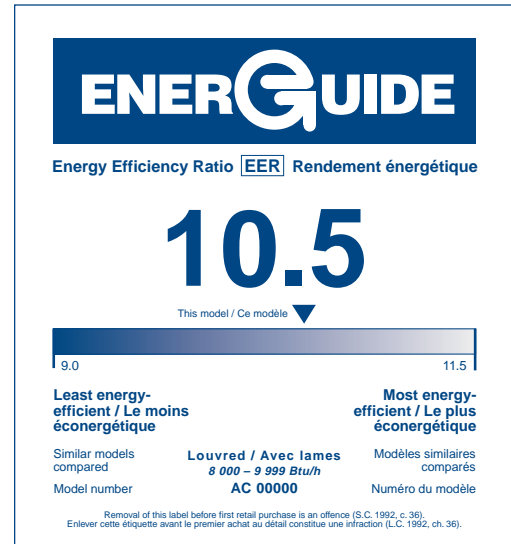 ENERGUIDE
Energy Efficiency Ratio EER Rendement énergétique
10.5
This model / Ce modèle
9.0 11.5
Least energy- Most energy-
efficient / Le moins efficient / Le plus
éconergétique éconergétique
Similar models Louvred / Avec lames Modèles similaires
compared 8 000 – 9 999 Btu/h comparés
Model number AC 00000 Numéro du modèle
Removal of this label before first retail purchase is an offence (S.C. 1992, c. 36).
Enlever cette étiquette avant le premier achat au détail constitue une infraction (L.C. 1992, ch. 36).